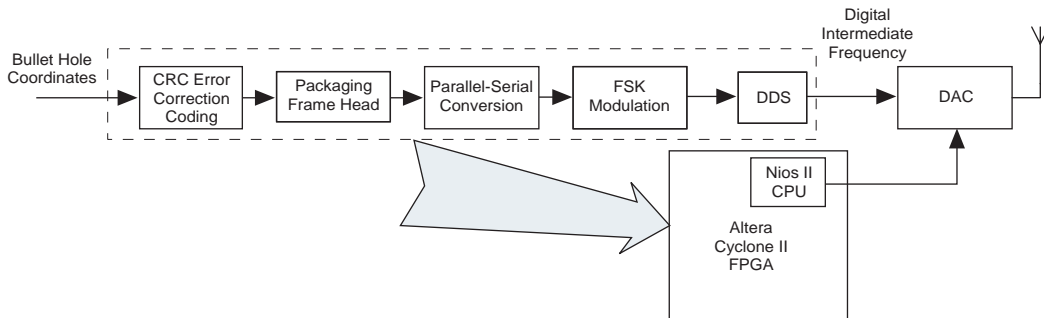 Bullet Hole
Coordinates
CRC Error
Correction
Coding
Packaging
Frame Head
Parallel-Serial
Conversion
FSK
Modulation
DDS
Digital
Intermediate
Frequency
DAC
Nios II
CPU
Altera
Cyclone II
FPGA